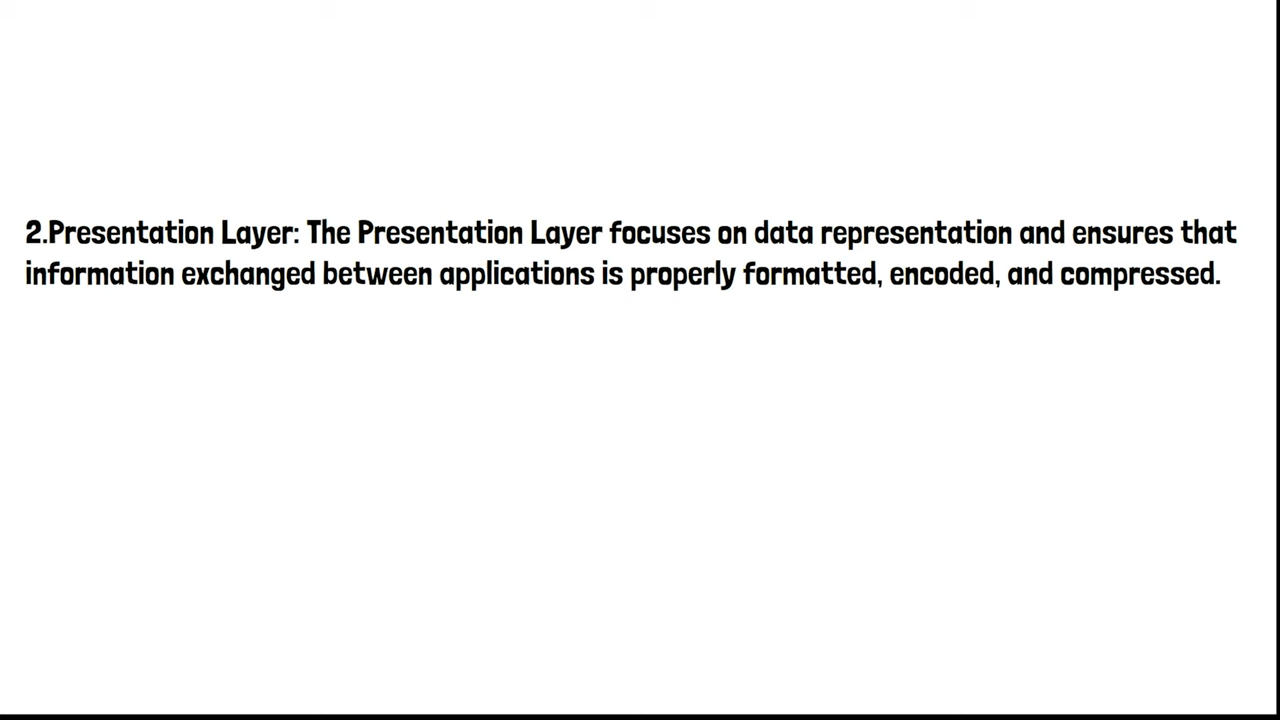 2.Presentation Layer: The Presentation Layer focuses on data representation and ensures that
information exchanged between applications is properly formatted, encoded, and compressed.